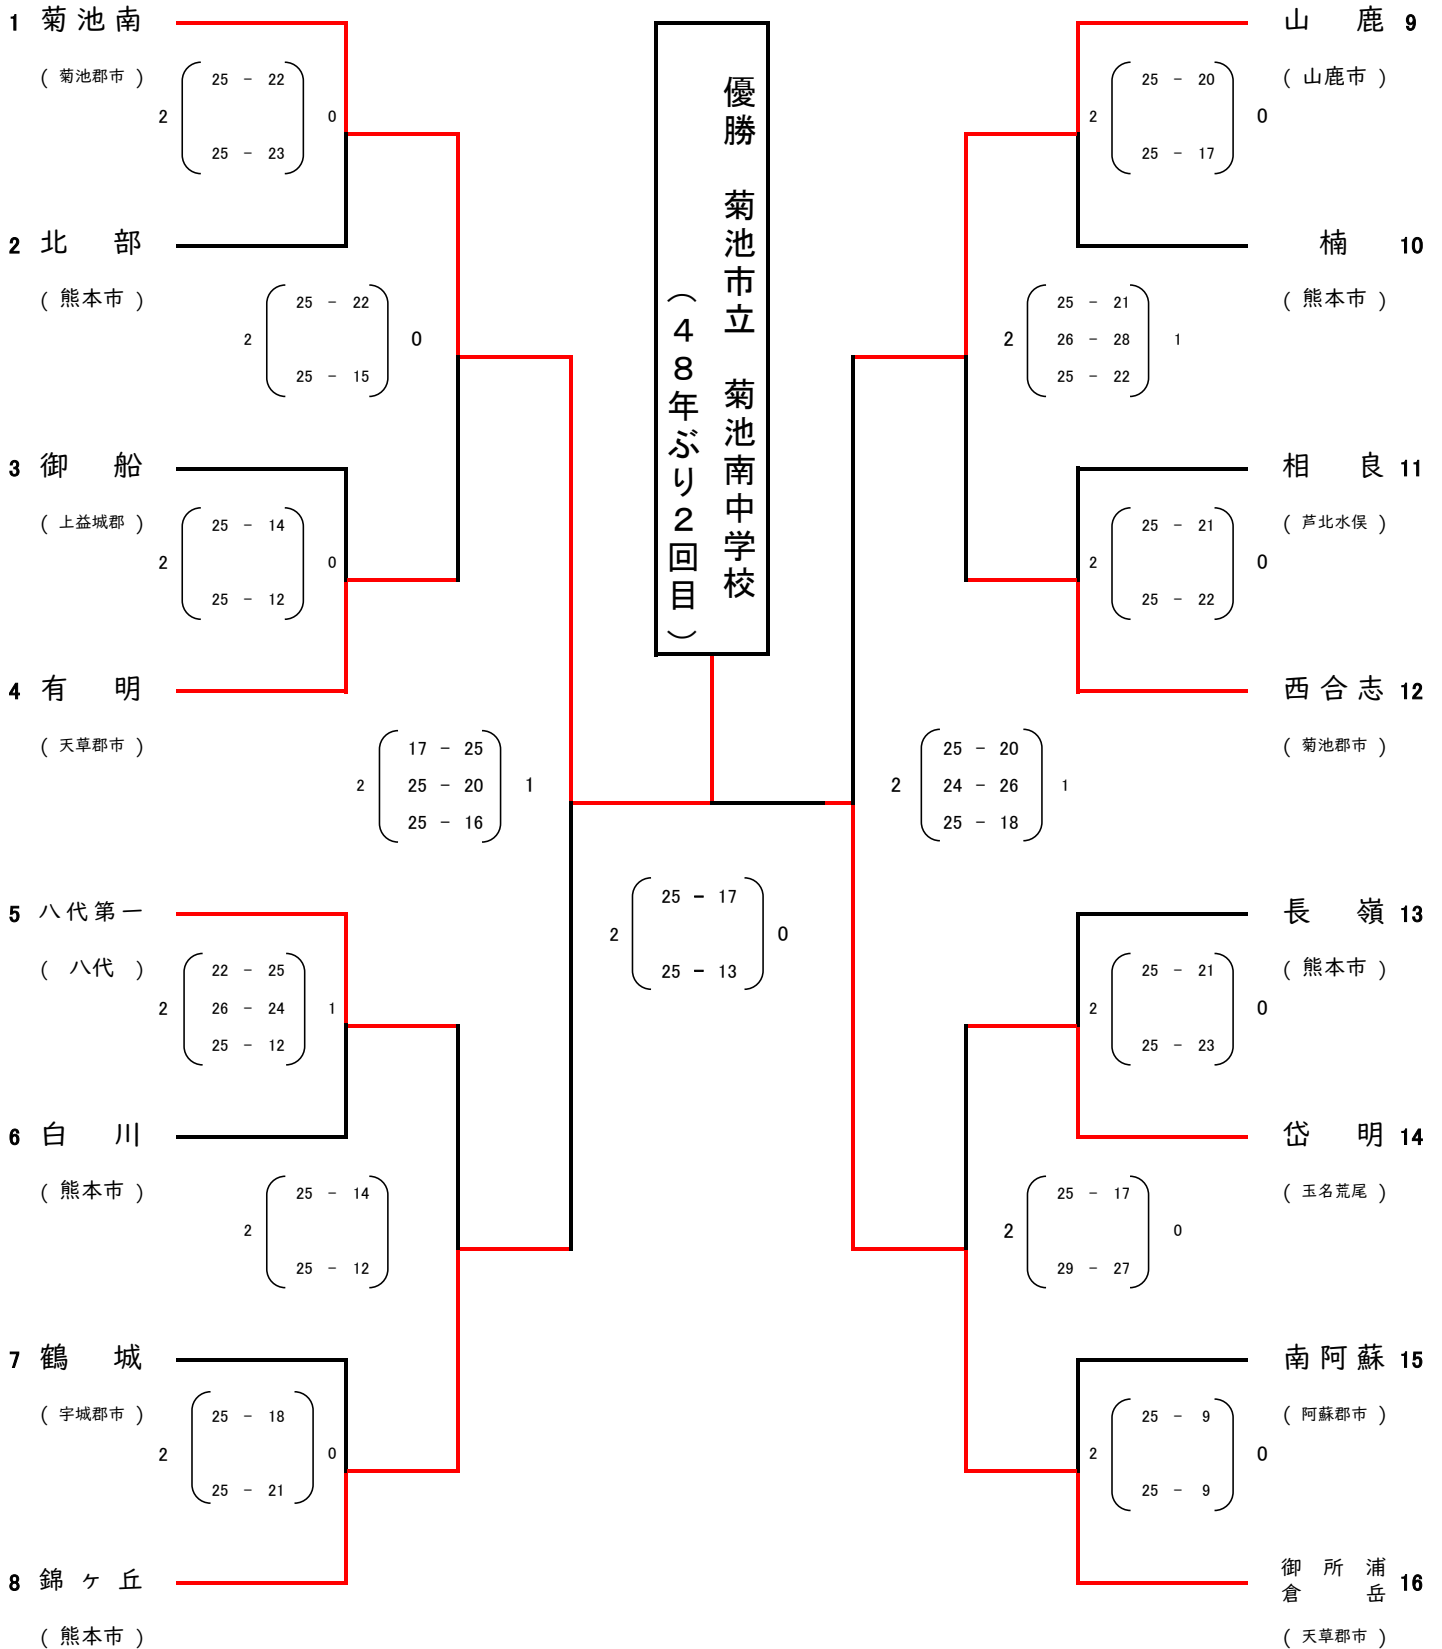 1 菊池南
( 菊池郡市 )
2 25 - 22 0
25 - 23
2 北 部
( 熊本市 )
2 25 - 22 0
25 - 15
3 御 船
( 上益城郡 )
2 25 - 14 0
25 - 12
4 有 明
( 天草郡市 )
17 - 25
2 25 - 20 1
25 - 16
5 八代第一
( 八代 )
22 - 25
2 26 - 24 1
25 - 12
6 白 川
( 熊本市 )
25 - 14
2
25 - 12
7 鶴 城
( 宇城郡市 )
25 - 18
2 0
25 - 21
8 錦ヶ丘
( 熊本市 )
優勝 菊池市立 菊池南中学校
(48年ぶり2回目)
25 - 17
2 0
25 - 13
山 鹿 9
( 山鹿市 )
25 - 20
2 0
25 - 17
楠 10
( 熊本市 )
25 - 21
2 26 - 28 1
25 - 22
相 良 11
( 芦北水俣 )
25 - 21
2 0
25 - 22
西合志 12
( 菊池郡市 )
25 - 20
2 24 - 26 1
25 - 18
長 嶺 13
( 熊本市 )
25 - 21
2 0
25 - 23
岱 明 14
( 玉名荒尾 )
25 - 17
2 0
29 - 27
南阿蘇 15
( 阿蘇郡市 )
25 - 9
2 0
25 - 9
御所浦
倉 岳 16
( 天草郡市 )